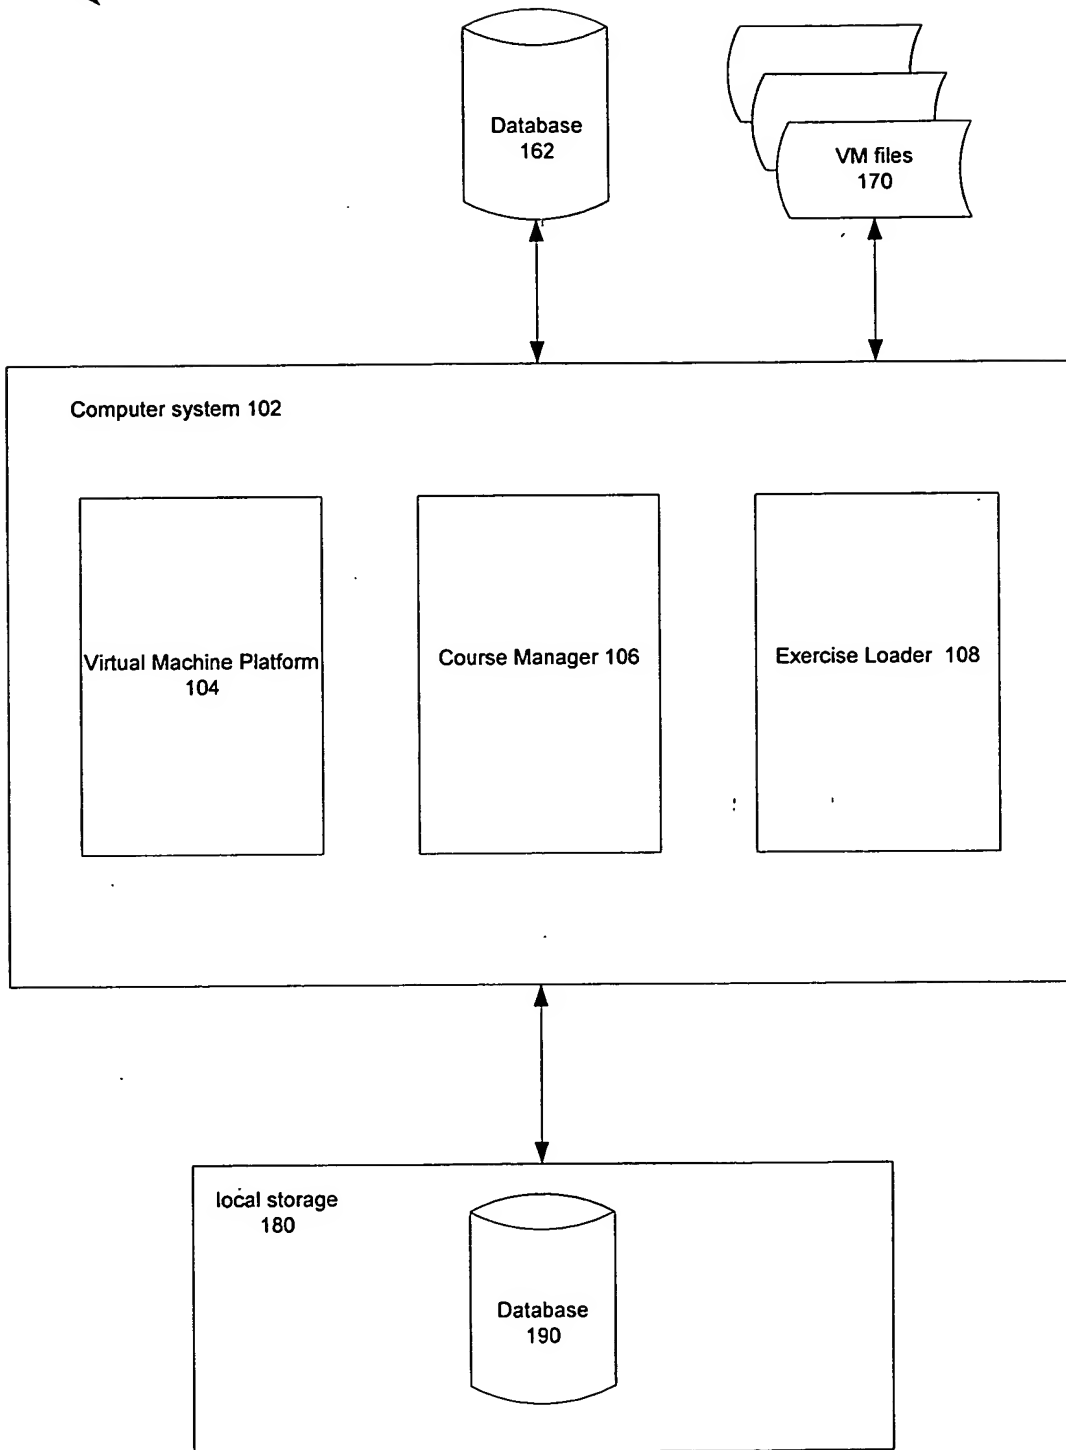 Database
162
VM files
170
Computer system 102
Virtual Machine Platform
104
Course Manager 106
Exercise Loader 108
local storage
180
Database
190